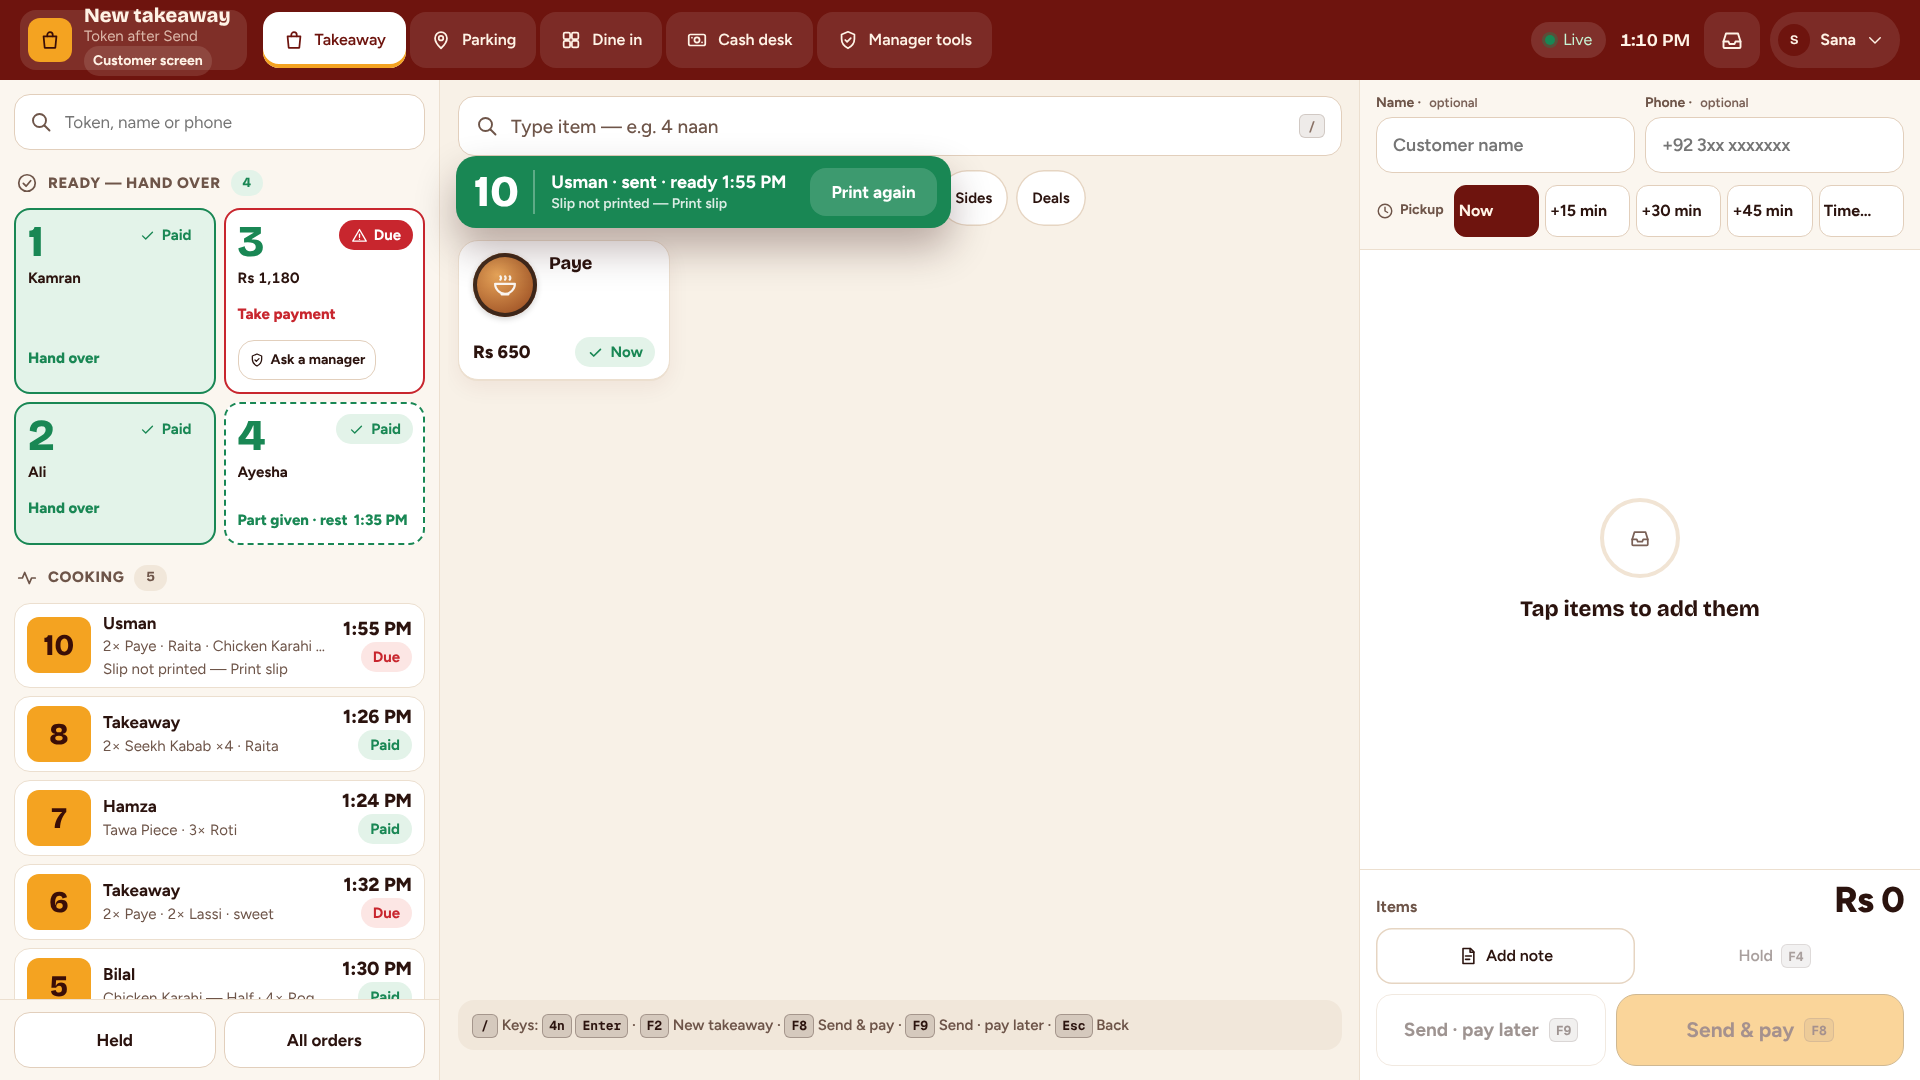 New takeaway
Token after Send
Customer screen
Takeaway
Parking
Dine in
Cash desk
Manager tools
Live
1:10 PM
S
Sana
Token, name or phone
READY — HAND OVER 4
1
Paid
Kamran
Hand over
3
Due
Rs 1,180
Take payment
Ask a manager
2
Paid
Ali
Hand over
4
Paid
Ayesha
Part given · rest 1:35 PM
COOKING 5
10
Usman
2× Paye · Raita · Chicken Karahi ...
Slip not printed — Print slip
1:55 PM
Due
8
Takeaway
2× Seekh Kabab ×4 · Raita
1:26 PM
Paid
7
Hamza
Tawa Piece · 3× Roti
1:24 PM
Paid
6
Takeaway
2× Paye · 2× Lassi · sweet
1:32 PM
Due
5
Bilal
Chicken Karahi — Half · 4× Rog
1:30 PM
Paid
Held
All orders
Type item — e.g. 4 naan
/
10
Usman · sent · ready 1:55 PM
Slip not printed — Print slip
Print again
Sides
Deals
Paye
Rs 650
Now
/ Keys: 4n Enter · F2 New takeaway · F8 Send & pay · F9 Send · pay later · Esc Back
Name · optional
Customer name
Phone · optional
+92 3xx xxxxxxx
Pickup
Now
+15 min
+30 min
+45 min
Time...
Tap items to add them
Items
Rs 0
Add note
Hold F4
Send · pay later F9
Send & pay F8